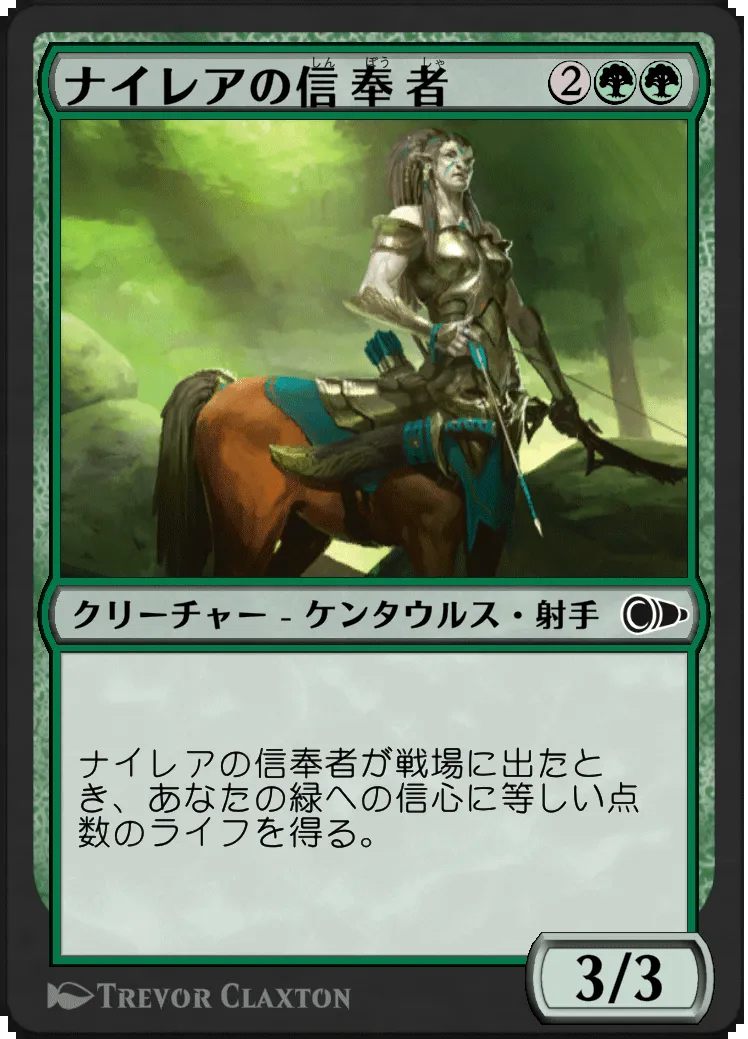 ナイレアの信奉者 2
しん ぽう しゃ
クリーチャー - ケンタウルス・射手
ナイレアの信奉者が戦場に出たと
き、あなたの緑への信心に等しい点
数のライフを得る。
3/3
TREVOR CLAXTON